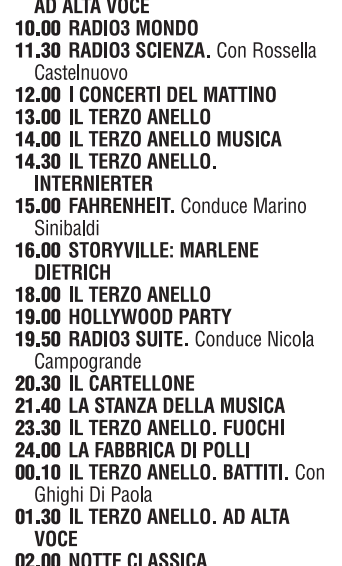 AD ALTA VOCE
10.00 RADIO3 MONDO
11.30 RADIO3 SCIENZA. Con Rossella
Castelnuovo
12.00 I CONCERTI DEL MATTINO
13.00 IL TERZO ANELLO
14.00 IL TERZO ANELLO MUSICA
14.30 IL TERZO ANELLO.
INTERNIERTER
15.00 FAHRENHEIT. Conduce Marino
Sinibaldi
16.00 STORYVILLE: MARLENE
DIETRICH
18.00 IL TERZO ANELLO
19.00 HOLLYWOOD PARTY
19.50 RADIO3 SUITE. Conduce Nicola
Campogrande
20.30 IL CARTELLONE
21.40 LA STANZA DELLA MUSICA
23.30 IL TERZO ANELLO. FUOCHI
24.00 LA FABBRICA DI POLLI
00.10 IL TERZO ANELLO. BATTITI. Con
Ghighi Di Paola
01.30 IL TERZO ANELLO. AD ALTA
VOCE
02.00 NOTTE CLASSICA